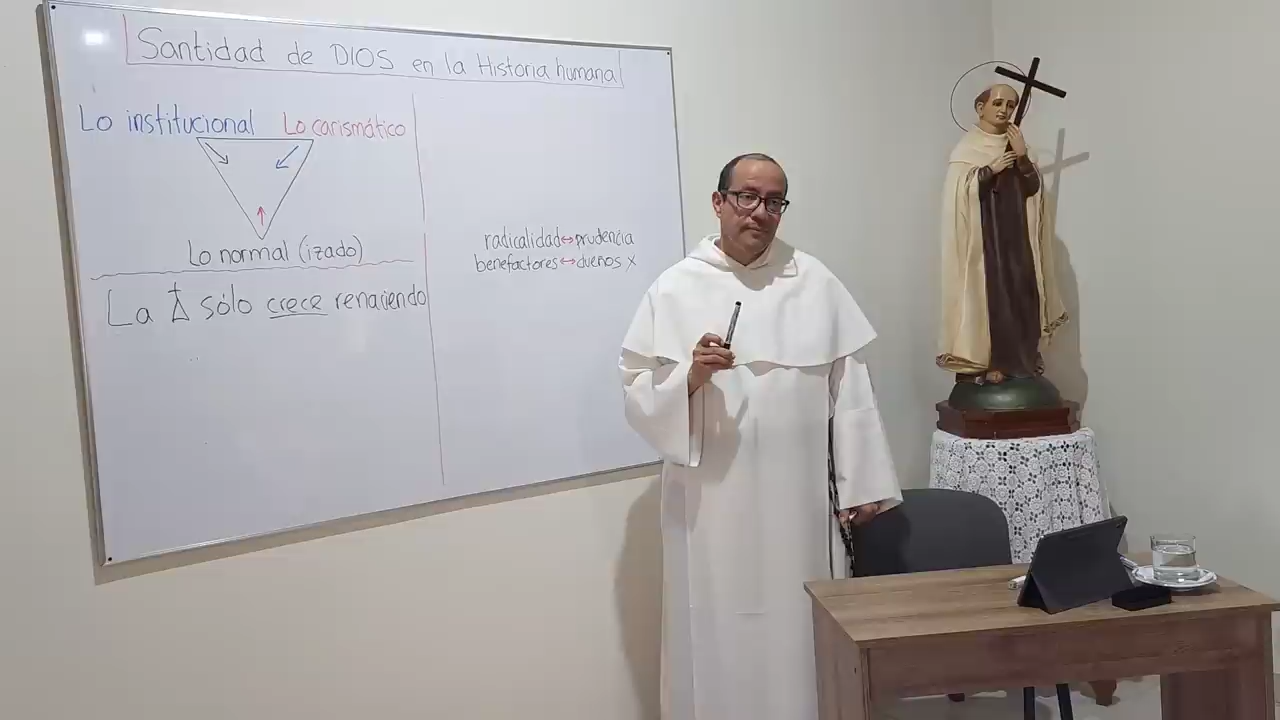 Santidad de DIOS en la Historia humana
Lo institucional Lo carismático
Lo normal (izado)
La sólo crece renaciendo
radicalidad↔prudencia
benefactores↔dueños x